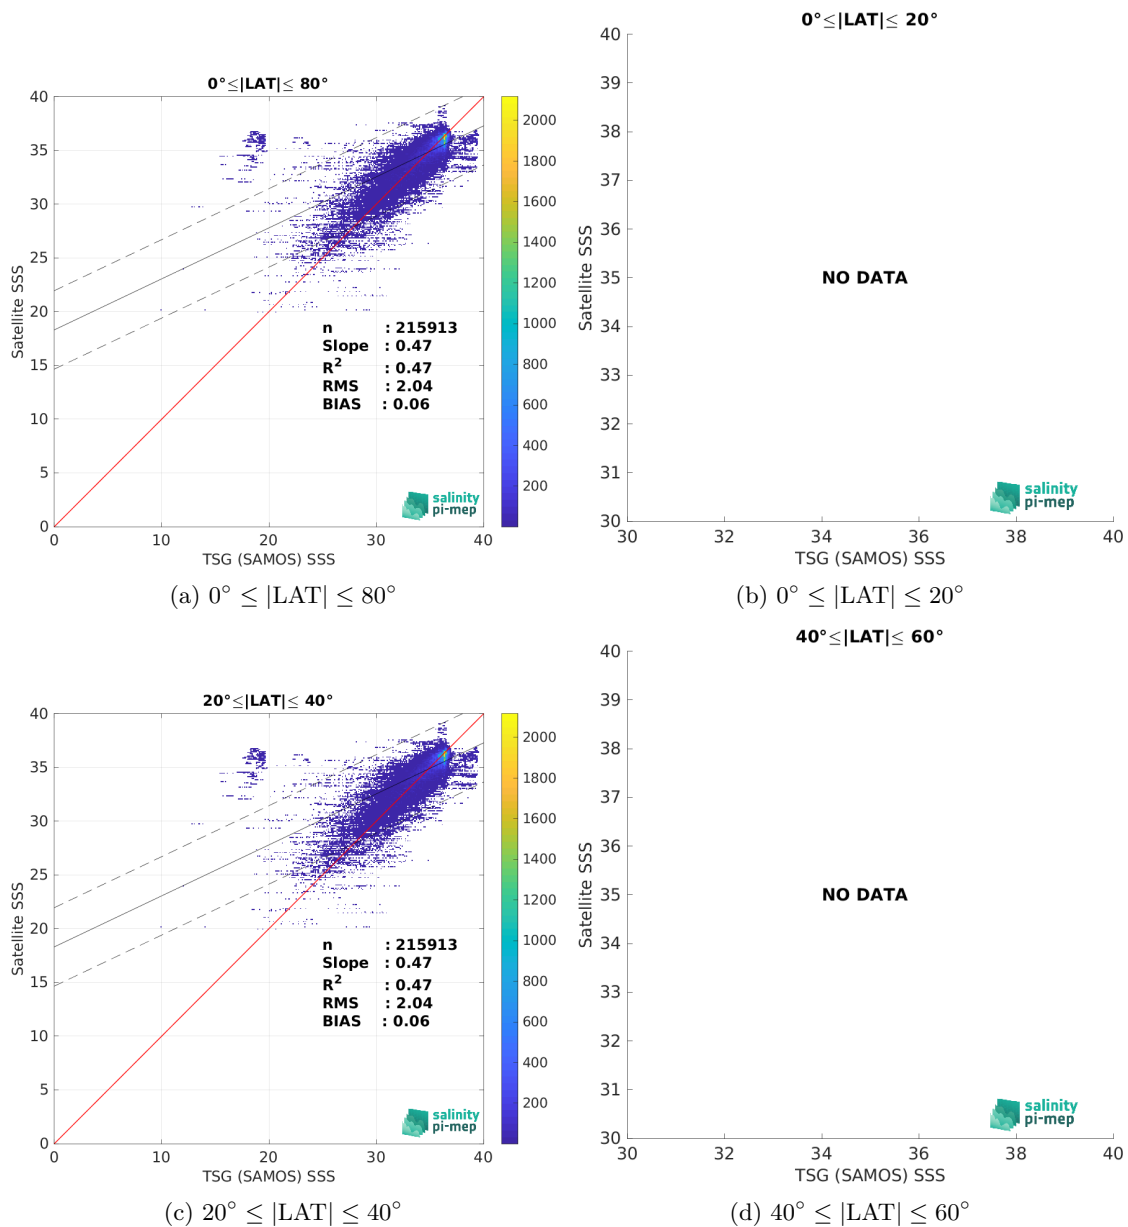 0°≤|LAT|≤ 80°
Satellite SSS
40
35
30
25
20
15
10
5
0
0 10 20 30 40
TSG (SAMOS) SSS
n : 215913
Slope : 0.47
R² : 0.47
RMS : 2.04
BIAS : 0.06
salinity
pi-mep
2000
1800
1600
1400
1200
1000
800
600
400
200
(a) 0° ≤ |LAT| ≤ 80°
0°≤|LAT|≤ 20°
Satellite SSS
40
39
38
37
36
35
34
33
32
31
30
NO DATA
salinity
pi-mep
30 32 34 36 38 40
TSG (SAMOS) SSS
(b) 0° ≤ |LAT| ≤ 20°
20°≤|LAT|≤ 40°
Satellite SSS
40
35
30
25
20
15
10
5
0
0 10 20 30 40
TSG (SAMOS) SSS
n : 215913
Slope : 0.47
R² : 0.47
RMS : 2.04
BIAS : 0.06
salinity
pi-mep
2000
1800
1600
1400
1200
1000
800
600
400
200
(c) 20° ≤ |LAT| ≤ 40°
40°≤|LAT|≤ 60°
Satellite SSS
40
39
38
37
36
35
34
33
32
31
30
NO DATA
salinity
pi-mep
30 32 34 36 38 40
TSG (SAMOS) SSS
(d) 40° ≤ |LAT| ≤ 60°